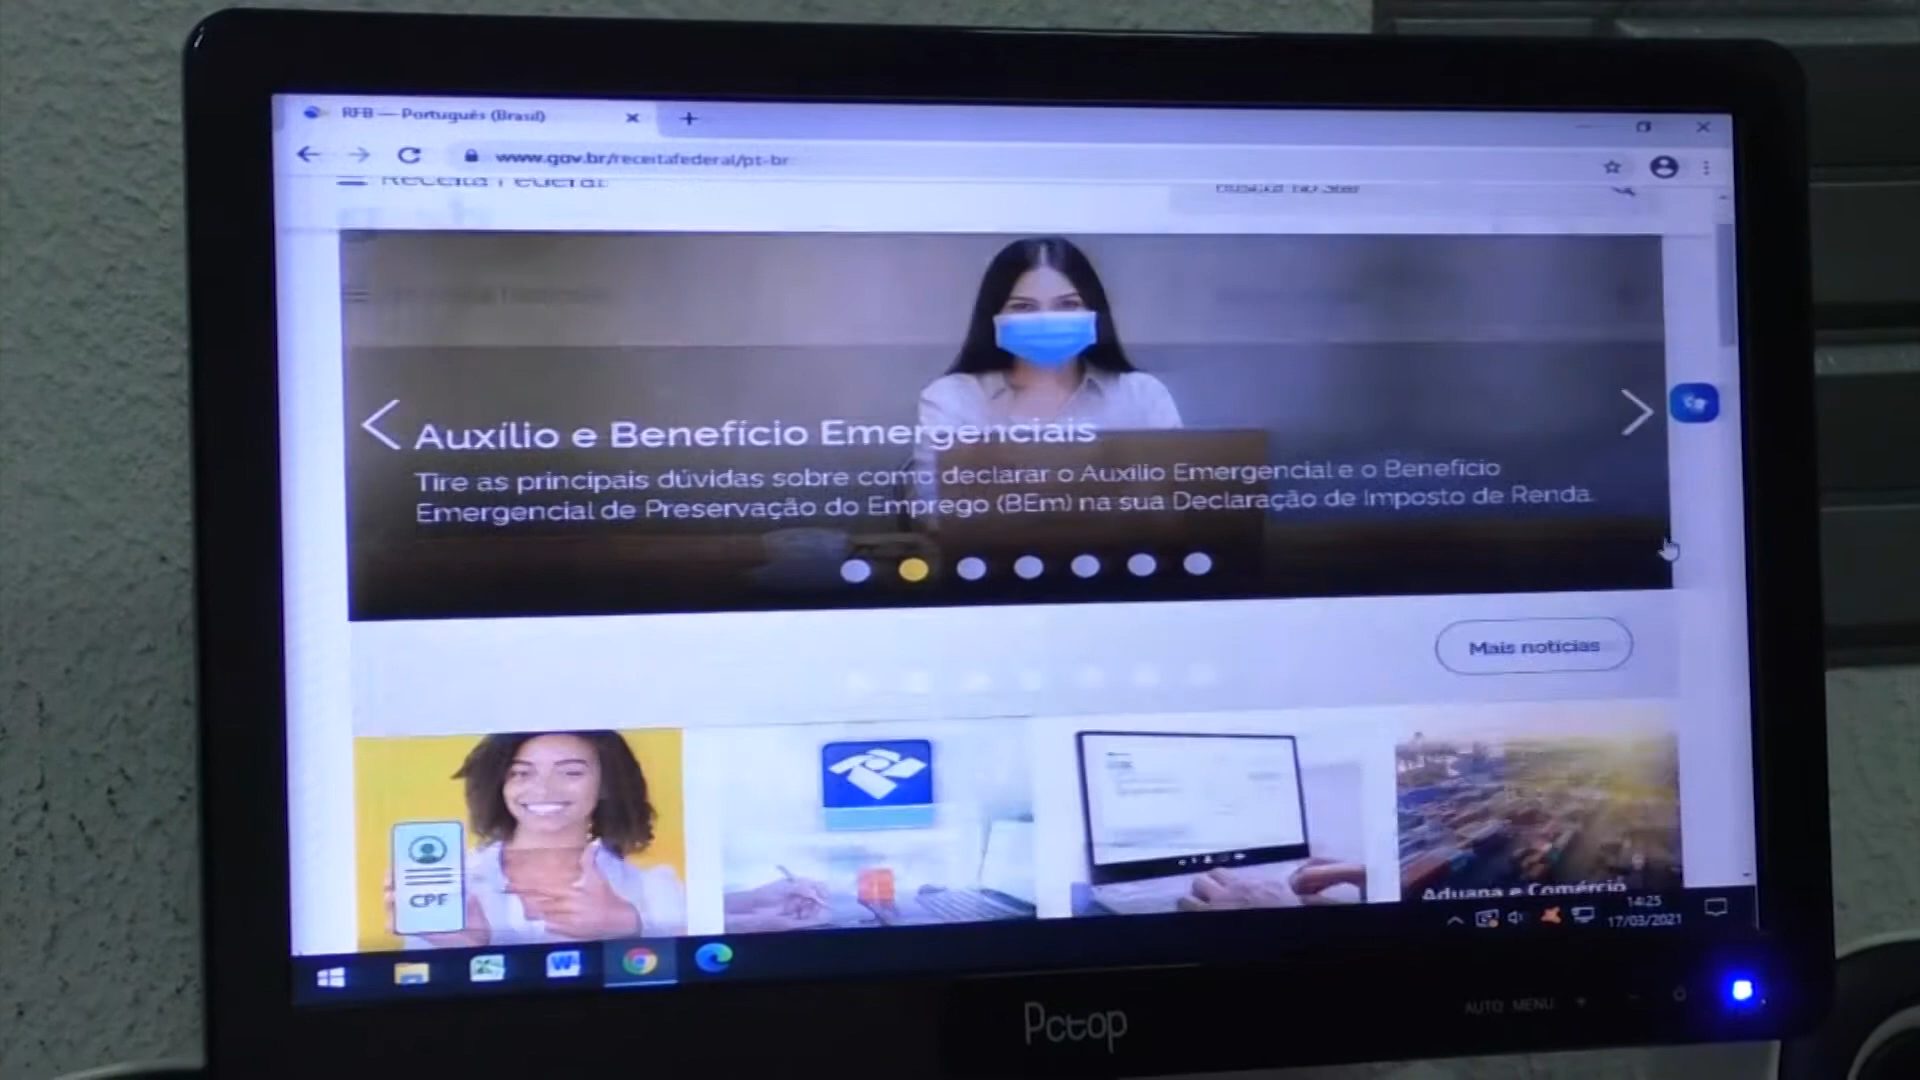 RFB — Português (Brasil)
www.gov.br/receitafederal/pt-br
Receita Federal
Auxílio e Benefício Emergenciais
Tire as principais dúvidas sobre como declarar o Auxílio Emergencial e o Benefício
Emergencial de Preservação do Emprego (BEm) na sua Declaração de Imposto de Renda.
Mais notícias
CPF
Aduana e Comércio
14:25
17/03/2021
Pctop
AUTO MENU